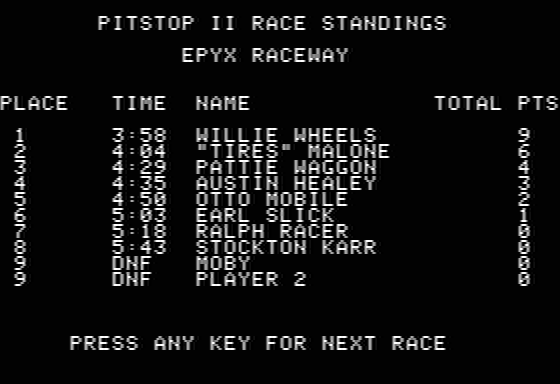 PITSTOP II RACE STANDINGS
EPYX RACEWAY
PLACE TIME NAME TOTAL PTS
1 3:58 WILLIE WHEELS 9
2 4:04 "TIRES" MALONE 6
3 4:29 PATTIE WAGGON 4
4 4:35 AUSTIN HEALEY 3
5 4:50 OTTO MOBILE 2
6 5:03 EARL SLICK 1
7 5:18 RALPH RACER 0
8 5:43 STOCKTON KARR 0
9 DNF MOBY 0
9 DNF PLAYER 2 0
PRESS ANY KEY FOR NEXT RACE